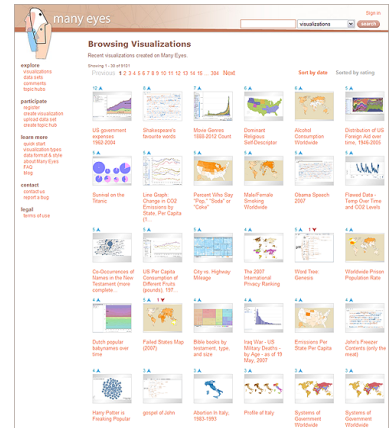 Sign in
many eyes
visualizations
search
Browsing Visualizations
Recent visualizations created on Many Eyes.
Previous 1 2 3 4 5 6 7 8 9 10 11 12 13 14 15 ... 384 Next
Sort by date
Sorted by rating
explore
visualizations
data sets
comments
topic hubs
participate
register
create visualization
upload data set
create topic hub
learn more
quick start
visualization types
data format & style
about Many Eyes
FAQ
Blog
contact
contact us
report a bug
legal
terms of use
US government expenses 1962-2004
Shakespeare's favourite words
Movie Genres 1968-2012 Count
Dominant Religious Self-Descriptor
Alcohol Consumption Worldwide
Distribution of US Foreign Aid over time, 1946-2005
Survival on the Titanic
Line Graph: Change in CO2 Emissions by State, Per Capita
Percent Who Say "Pop," "Soda" or "Coke"
Male/Female Smoking Worldwide
Obama Speech 2007
Flawed Data - Temp Over Time and CO2 Levels
Co-Occurences of Names in the New Testament (more complete ...
US Per Capita Consumption of Different Fruits (pounds), 197...
City vs. Highway Mileage
The 2007 International Privacy Ranking
Word Tree: Genesis
Worldwide Prison Population Rate
Dutch popular babynames over time
Failed States Map (2007)
Bible books by testament, type, and size
Iraq War - US Military Deaths - by Age - as of 19 May, 2007
Emissions Per State Per Capita
John's Fowper Contents (only the meat)
Harry Potter is Freaking Popular
gospel of John
Abortion in Italy, 1983-1993
Profile of Italy
Systems of Government Worldwide
Systems of Government Worldwide